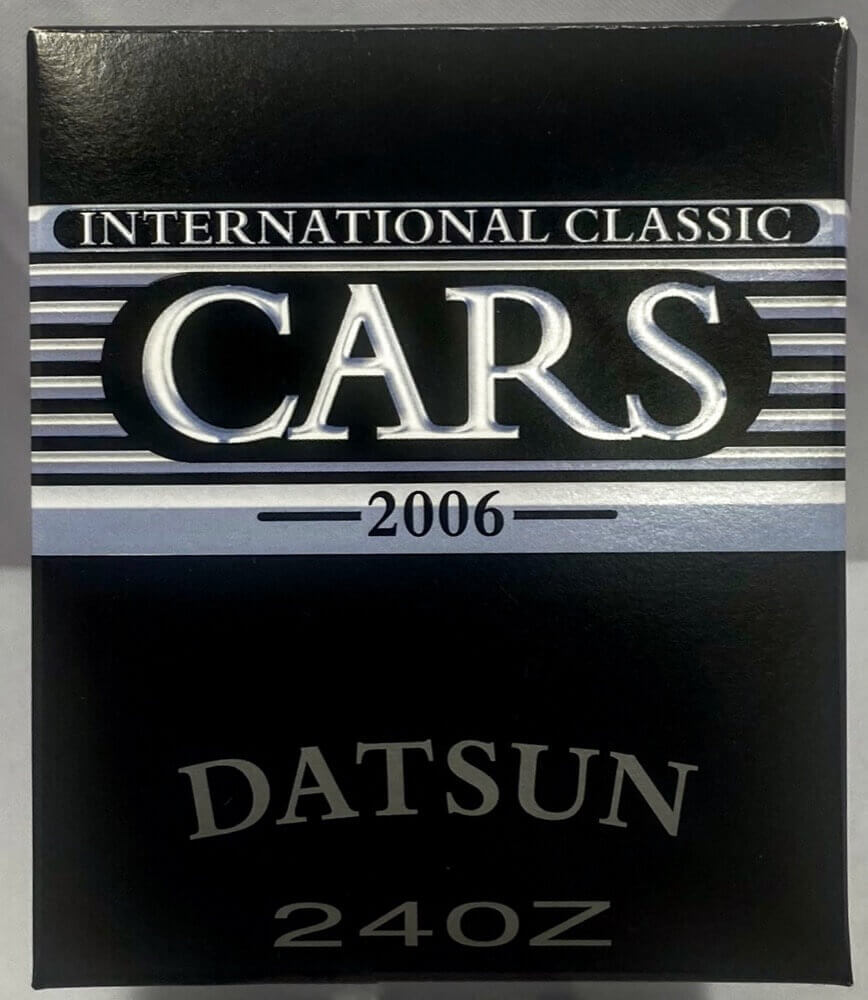 INTERNATIONAL CLASSIC
CARS
2006
DATSUN
240Z